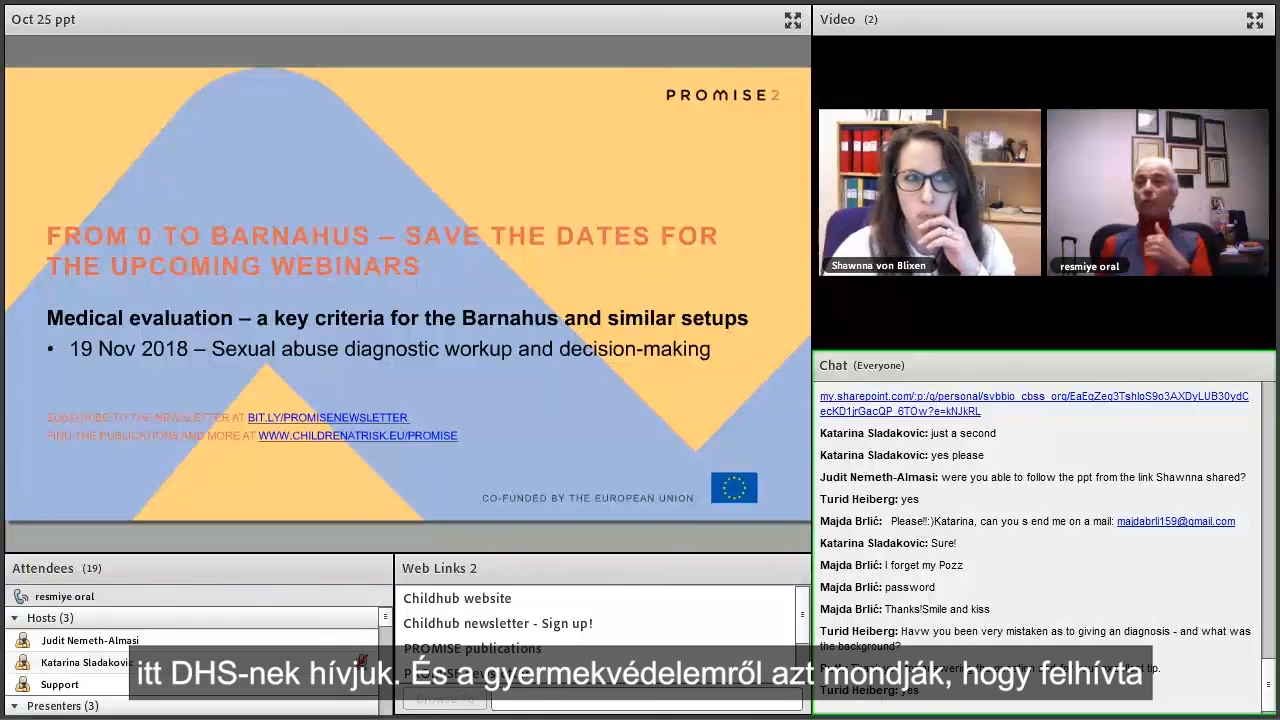 Oct 25 ppt
PROMISE2
FROM 0 TO BARNAHUS – SAVE THE DATES FOR
THE UPCOMING WEBINARS
Medical evaluation – a key criteria for the Barnahus and similar setups
• 19 Nov 2018 – Sexual abuse diagnostic workup and decision-making
SUBSCRIBE TO THE NEWSLETTER AT BIT.LY/PROMISENEWSLETTER
FIND THE PUBLICATIONS AND MORE AT WWW.CHILDRENATRISK.EU/PROMISE
CO-FUNDED BY THE EUROPEAN UNION
Video (2)
Shawnna von Blixen
resmiye oral
Chat (Everyone)
Katarina Sladakovic: just a second
Katarina Sladakovic: yes please
Judit Nemeth-Almasi: were you able to follow the ppt from the link Shawnna shared?
Turid Heiberg: yes
Majda Brlić: Please!!:)Katarina, can you s end me on a mail: majdabrli159@gmail.com
Katarina Sladakovic: Sure!
Majda Brlić: I forget my Pozz
Majda Brlić: password
Majda Brlić: Thanks!Smile and kiss
Turid Heiberg: Havw you been very mistaken as to giving an diagnosis - and what was
the background?
Turid Heiberg: yes
Attendees (19)
resmiye oral
Hosts (3)
Judit Nemeth-Almasi
Katarina Sladakovic
Support
Presenters (3)
Web Links 2
Childhub website
Childhub newsletter - Sign up!
PROMISE publications
Browse To
itt DHS-nek hívjuk. És a gyermekvédelemről azt mondják, hogy felhívta